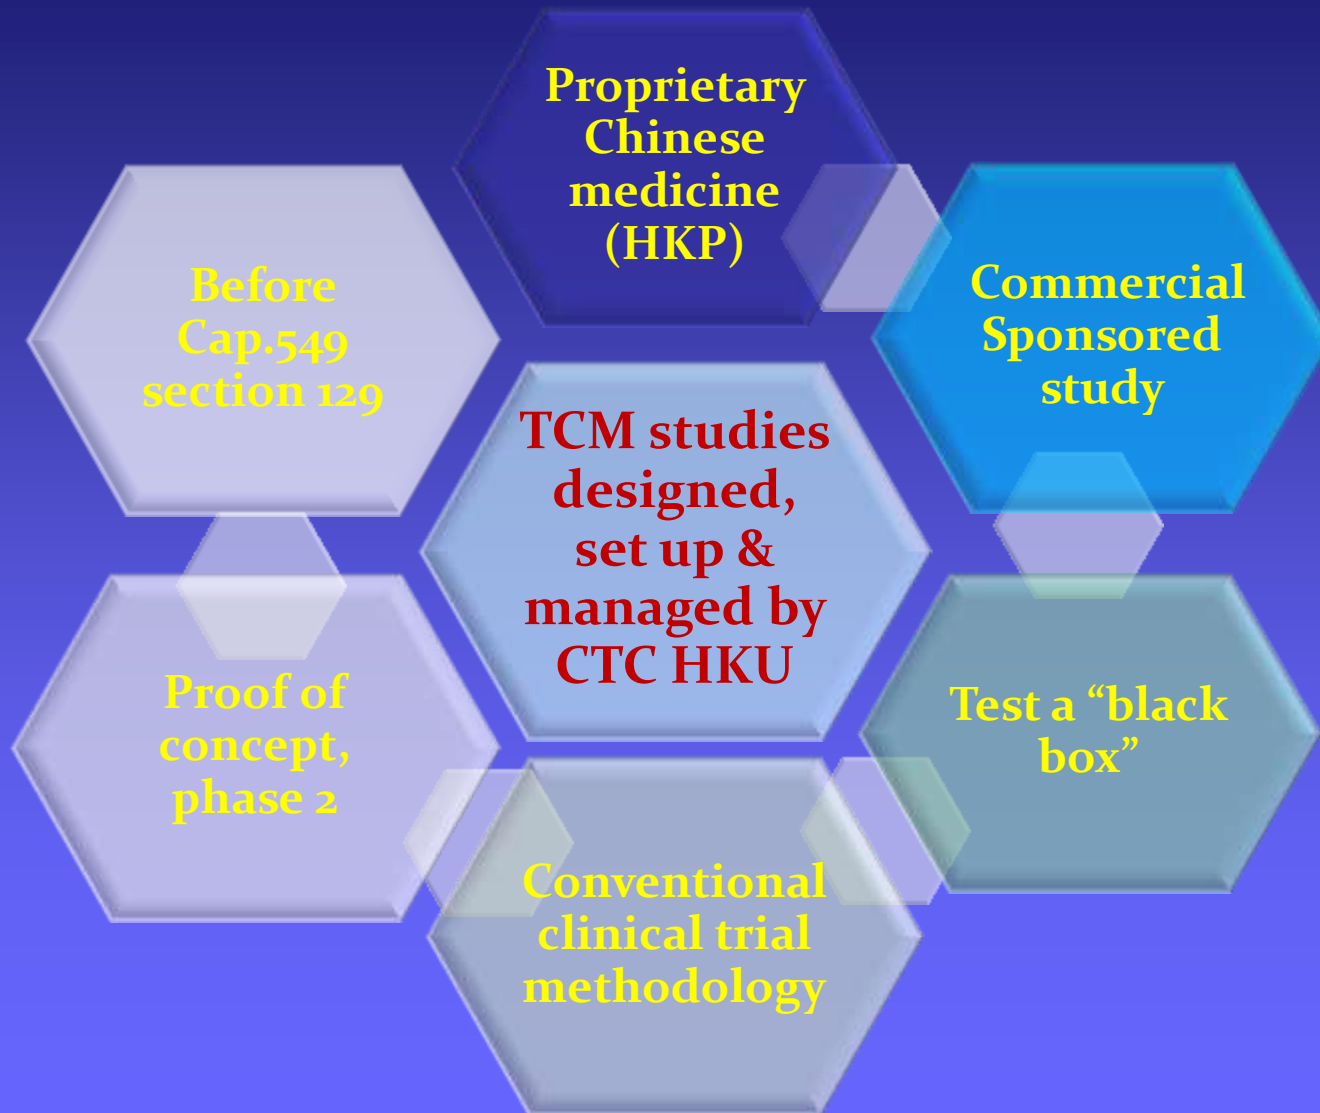 Proprietary
Chinese
medicine
(HKP)
Commercial
Sponsored
study
Test a “black
box”
Conventional
clinical trial
methodology
Proof of
concept,
phase 2
Before
Cap.549
section 129
TCM studies
designed,
set up &
managed by
CTC HKU